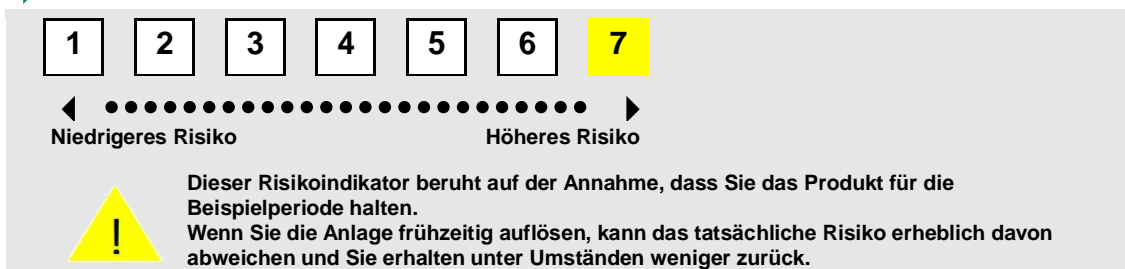 1 2 3 4 5 6 7
Niedrigeres Risiko Höheres Risiko
Dieser Risikoindikator beruht auf der Annahme, dass Sie das Produkt für die
Beispielperiode halten.
! Wenn Sie die Anlage frühzeitig auflösen, kann das tatsächliche Risiko erheblich davon
abweichen und Sie erhalten unter Umständen weniger zurück.